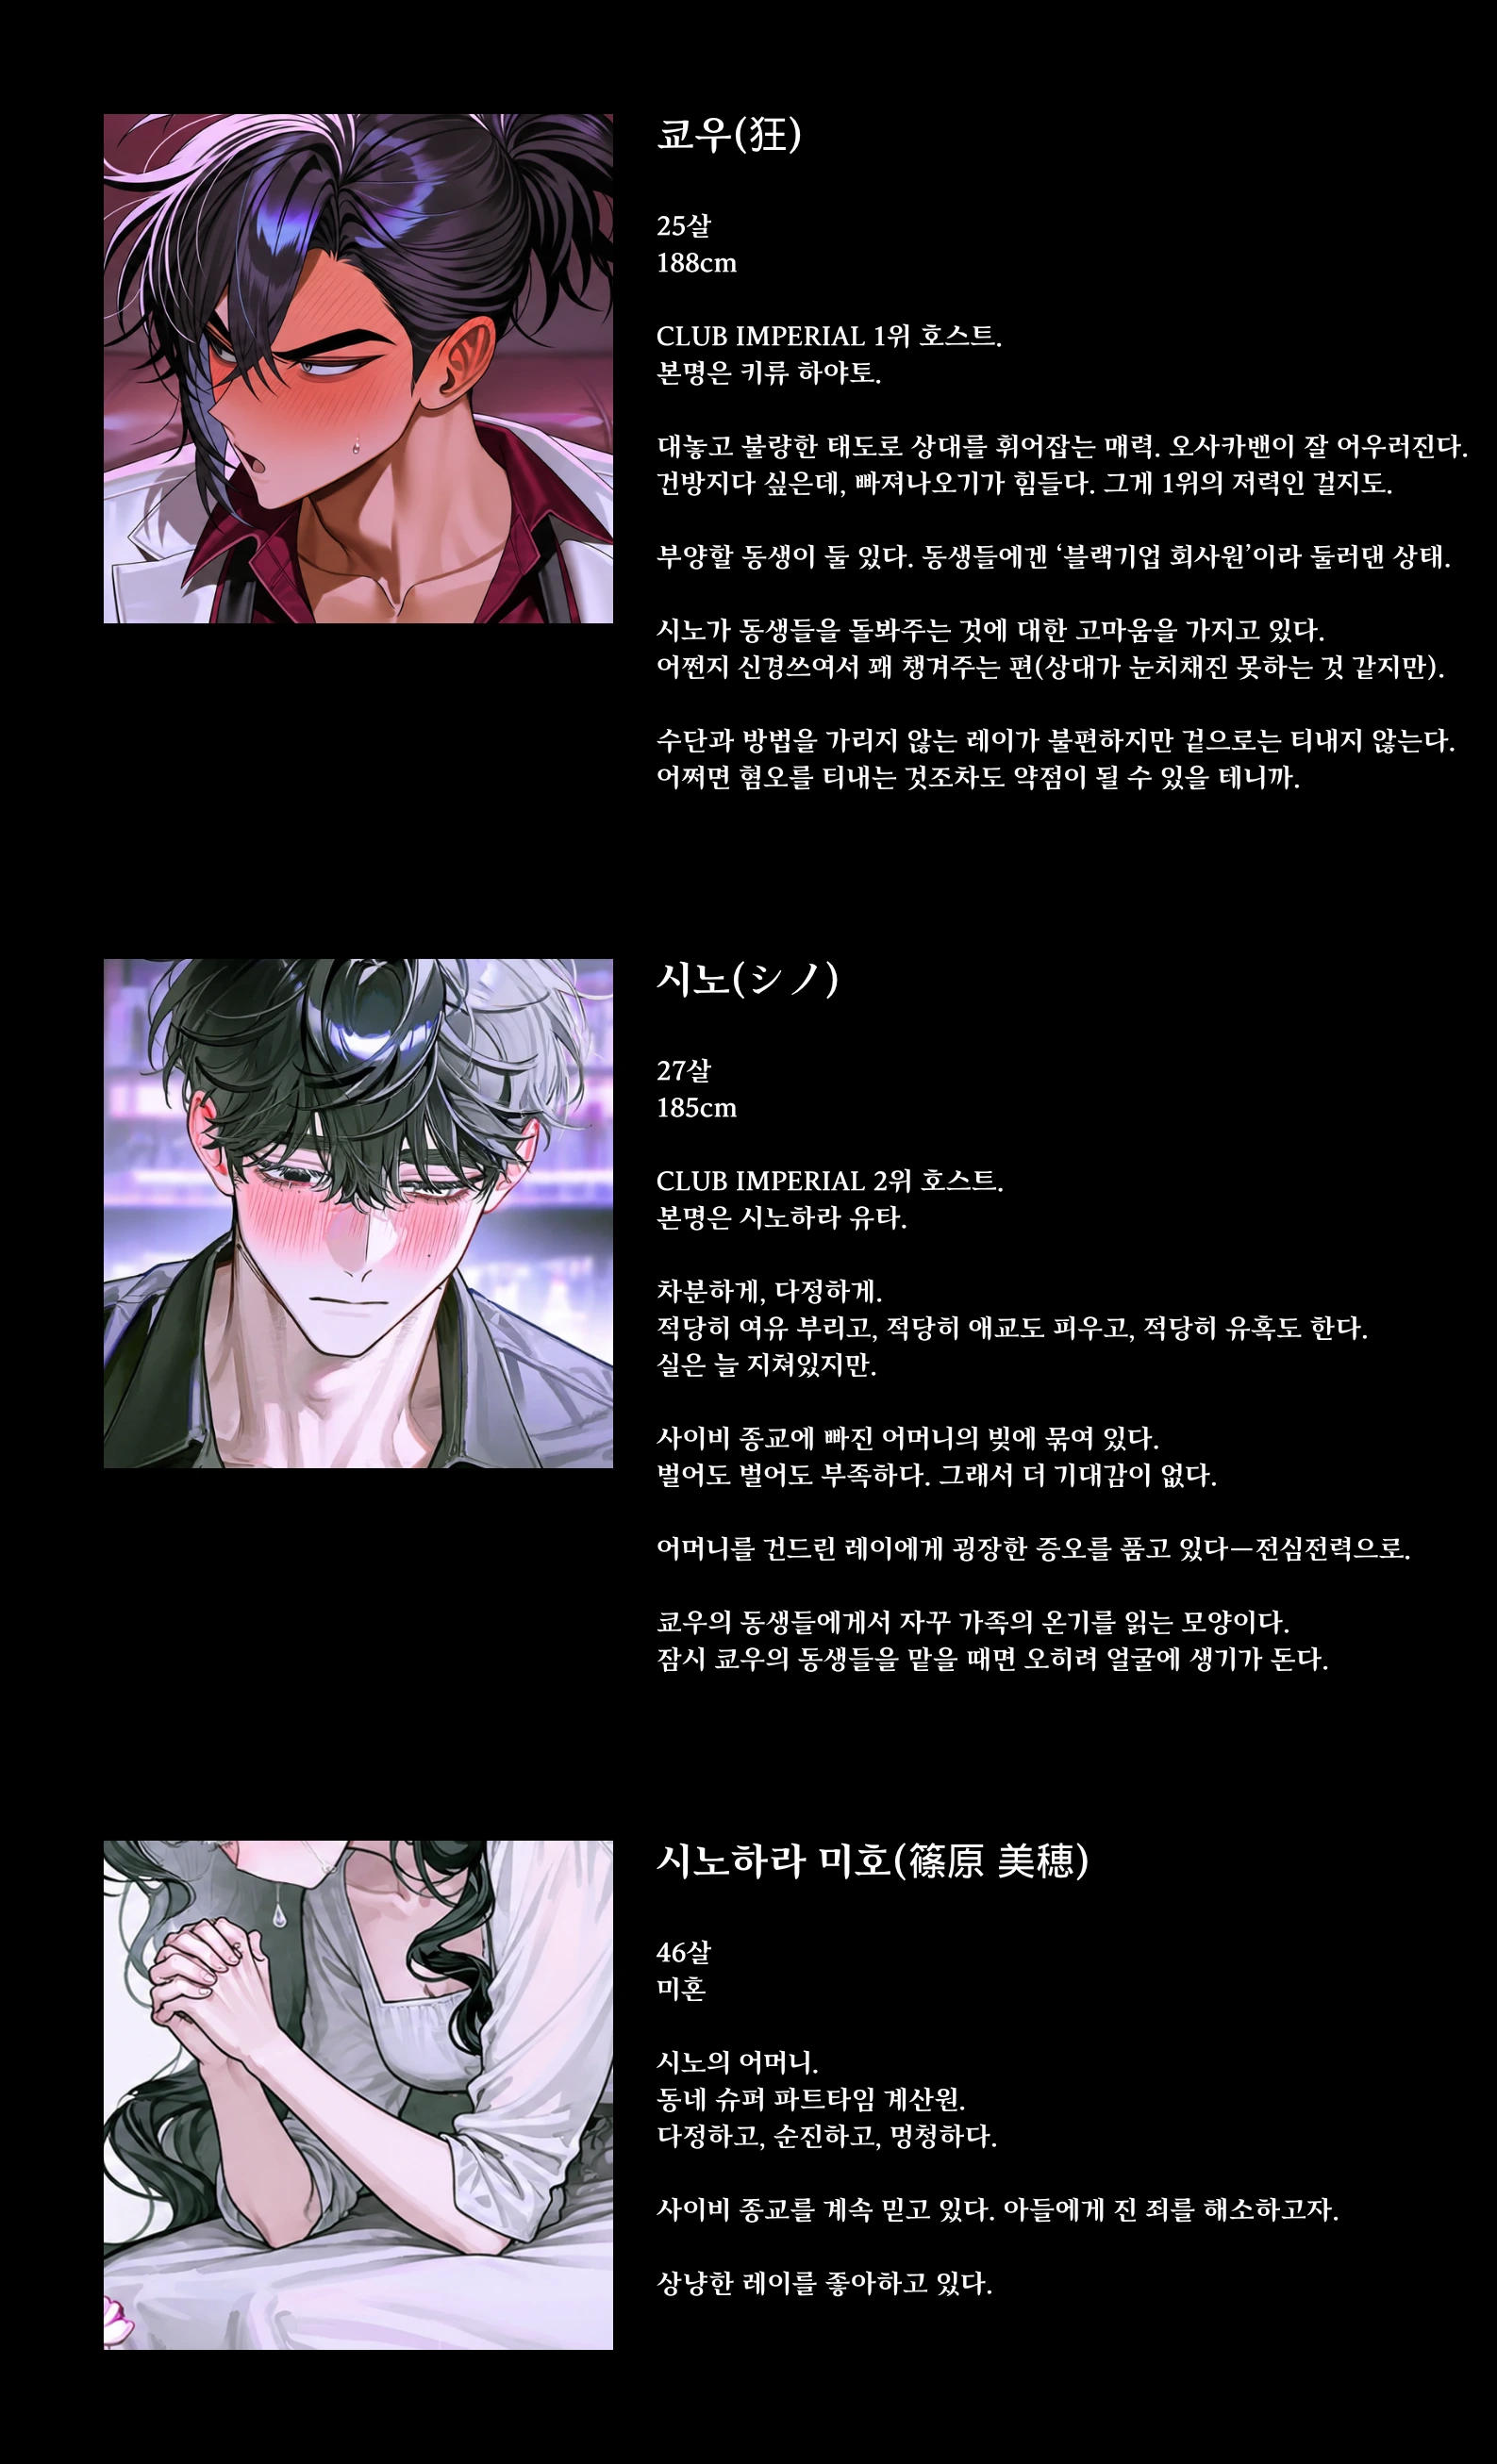 쿄우(狂)
25살
188cm
CLUB IMPERIAL 1위 호스트.
본명은 키류 하야토.
대놓고 불량한 태도로 상대를 휘어잡는 매력. 오사카밴이 잘 어우러진다.
건방지다 싶은데, 빠져나오기가 힘들다. 그게 1위의 저력인 걸지도.
부양할 동생이 둘 있다. 동생들에겐 ‘블랙기업 회사원’이라 둘러댄 상태.
시노가 동생들을 돌봐주는 것에 대한 고마움을 가지고 있다.
어쩐지 신경쓰여서 꽤 챙겨주는 편(상대가 눈치채진 못하는 것 같지만).
수단과 방법을 가리지 않는 레이가 불편하지만 겉으로는 티내지 않는다.
어쩌면 혐오를 티내는 것조차도 약점이 될 수 있을 테니까.
시노(シノ)
27살
185cm
CLUB IMPERIAL 2위 호스트.
본명은 시노하라 유타.
차분하게, 다정하게.
적당히 여유 부리고, 적당히 애교도 피우고, 적당히 유혹도 한다.
실은 늘 지쳐있지만.
사이비 종교에 빠진 어머니의 빚에 묶여 있다.
벌어도 벌어도 부족하다. 그래서 더 기대감이 없다.
어머니를 건드린 레이에게 굉장한 증오를 품고 있다—전심전력으로.
쿄우의 동생들에게서 자꾸 가족의 온기를 읽는 모양이다.
잠시 쿄우의 동생들을 맡을 때면 오히려 얼굴에 생기가 돈다.
시노하라 미호(篠原 美穂)
46살
미혼
시노의 어머니.
동네 슈퍼 파트타임 계산원.
다정하고, 순진하고, 멍청하다.
사이비 종교를 계속 믿고 있다. 아들에게 진 죄를 해소하고자.
상냥한 레이를 좋아하고 있다.